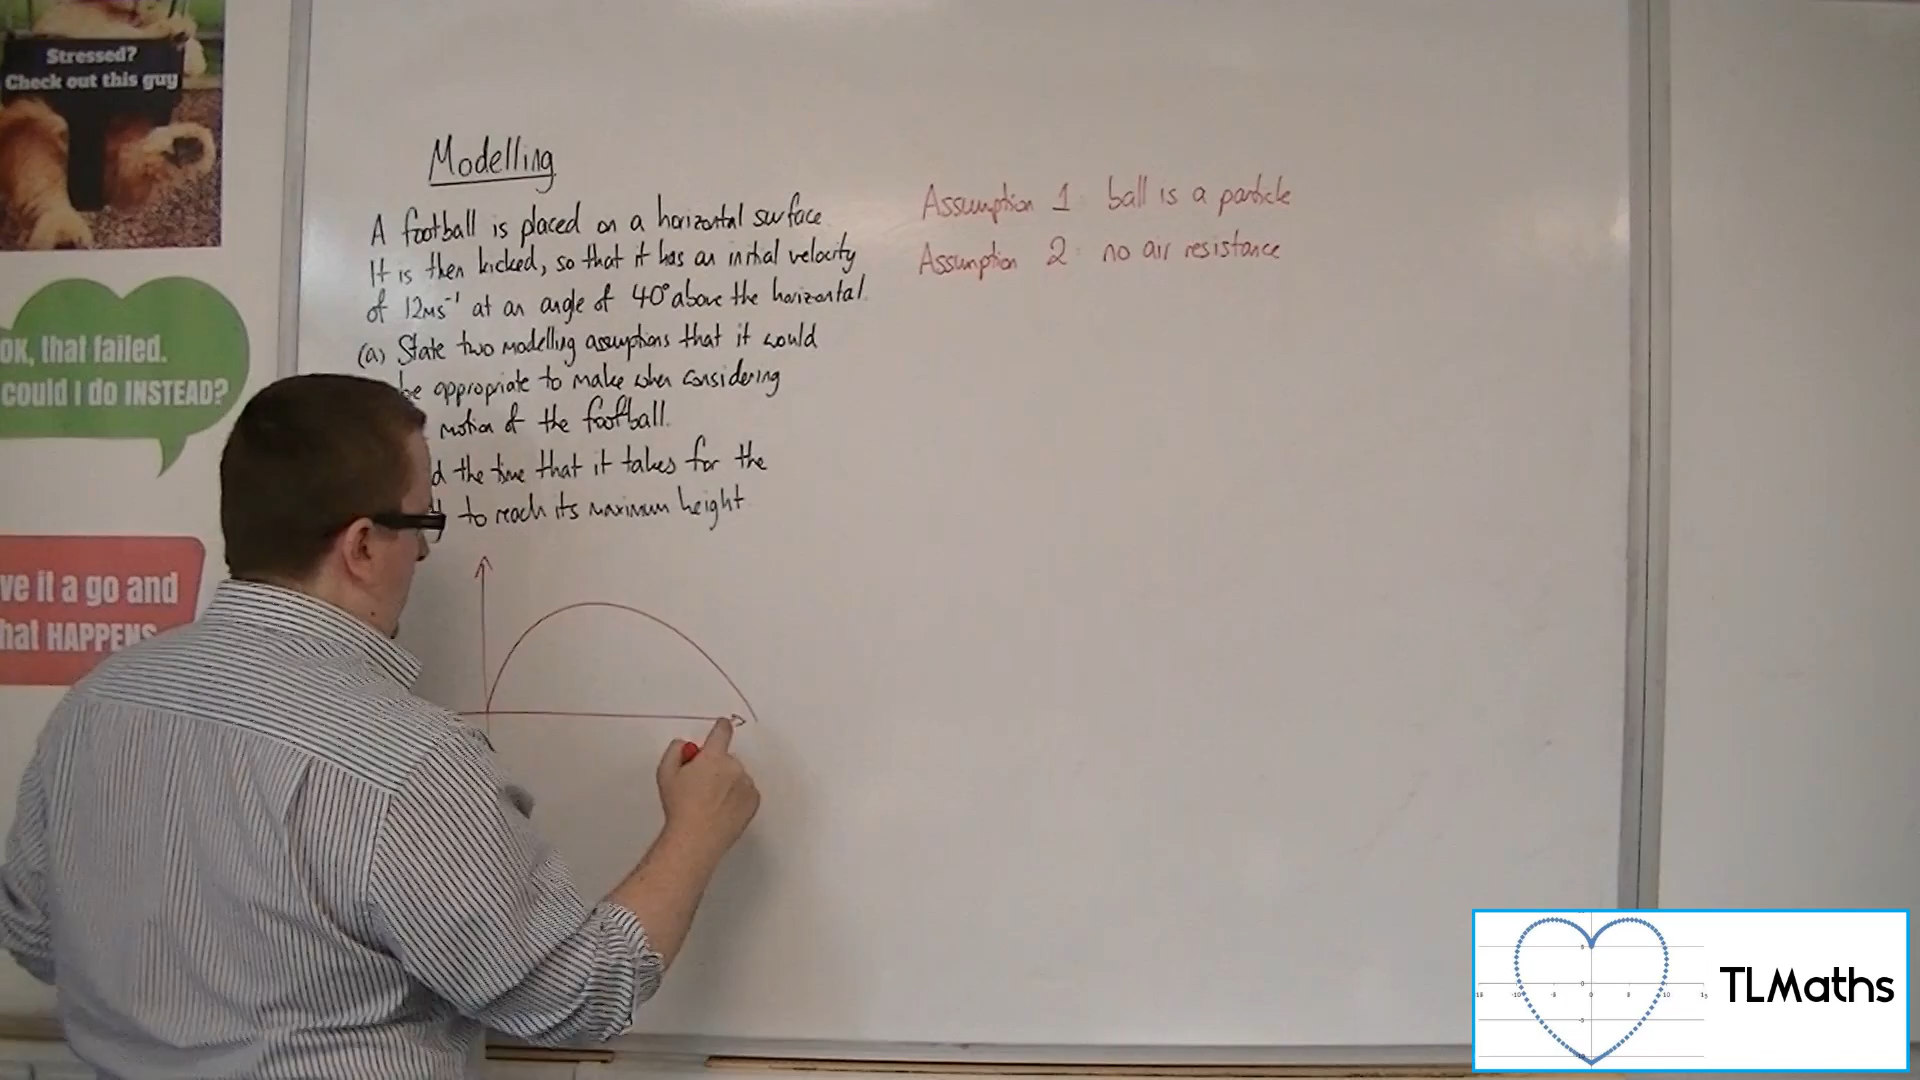 Stressed?
Check out this guy
OK, that failed.
could I do INSTEAD?
ve it a go and
hat HAPPENS
Modelling
A football is placed on a horizontal surface.
It is then kicked, so that it has an initial velocity
of 12ms⁻¹ at an angle of 40° above the horizontal.
(a) State two modelling assumptions that it would
be appropriate to make when considering
motion of the football.
d the time that it takes for the
to reach its maximum height.
Assumption 1: ball is a particle
Assumption 2: no air resistance
TLMaths